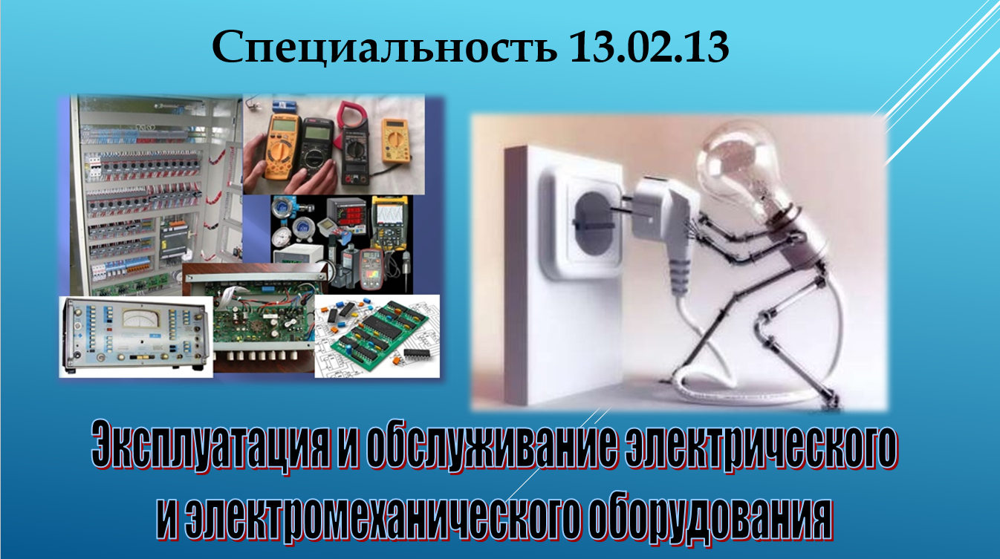 Специальность 13.02.13
Эксплуатация и обслуживание электрического
и электромеханического оборудования